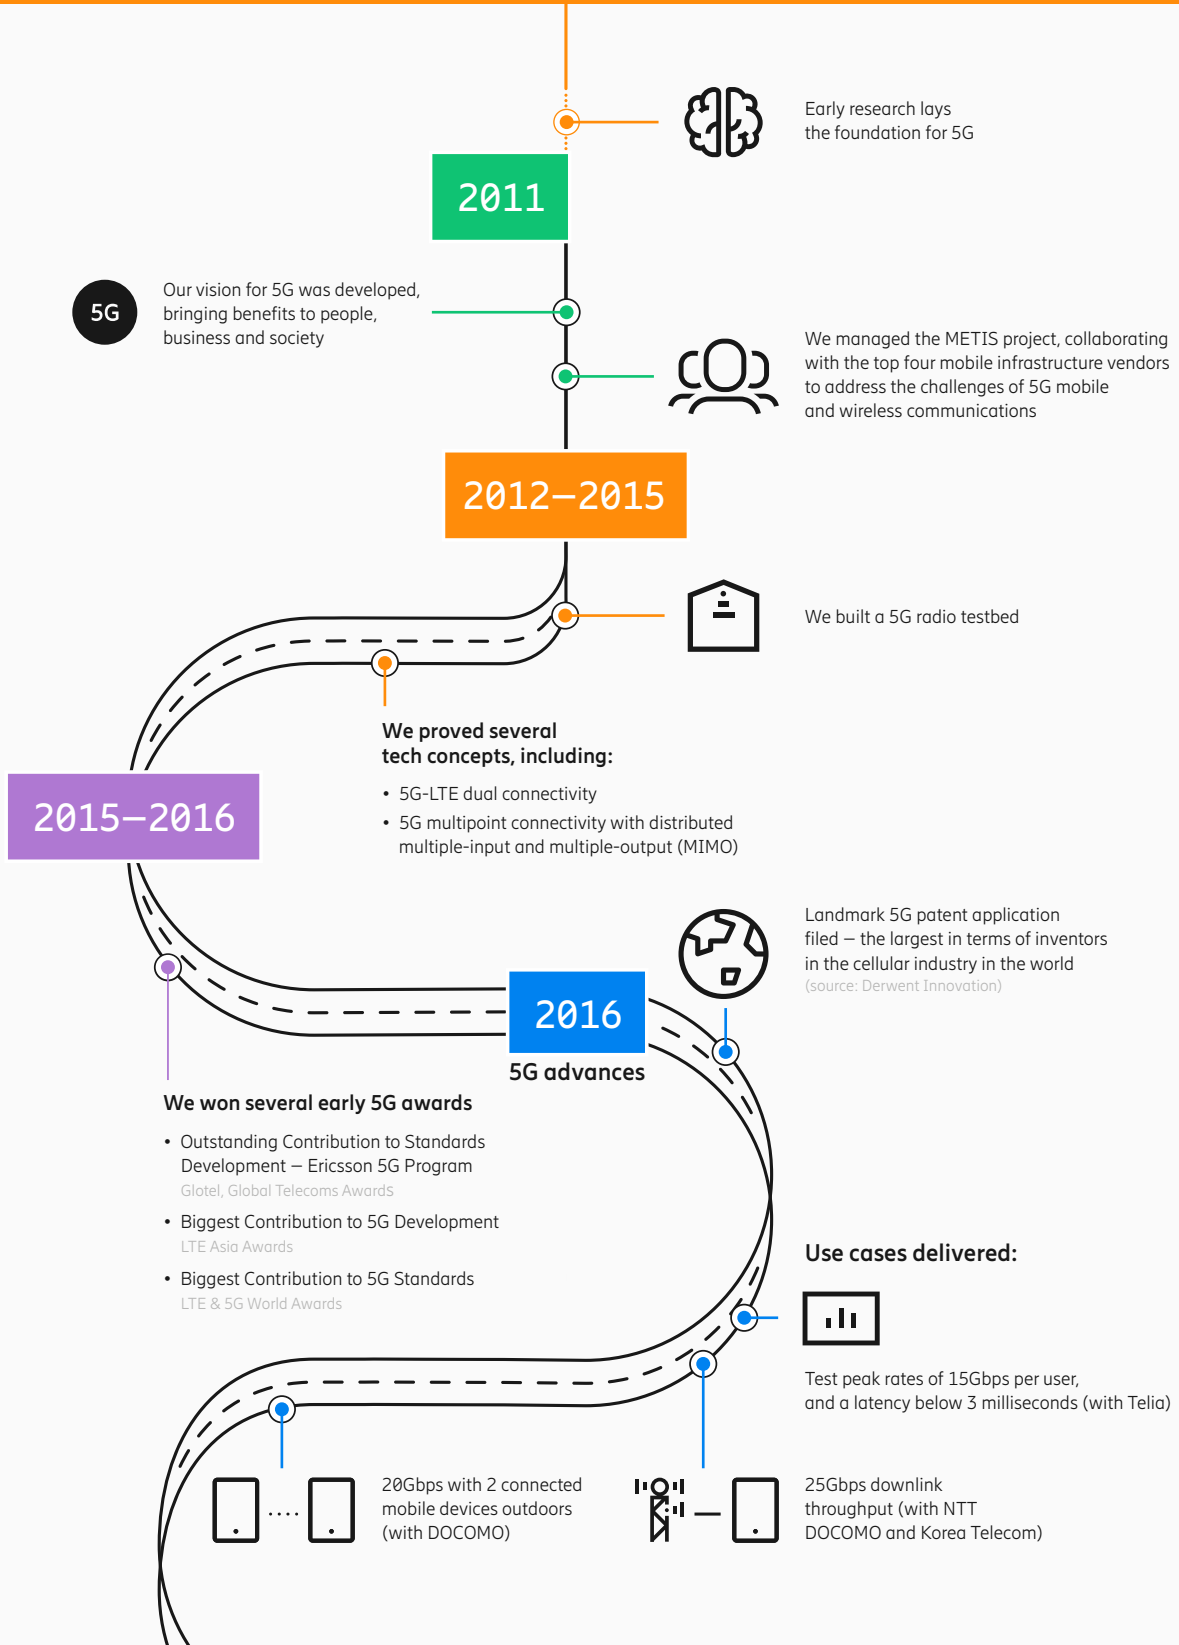 Early research lays
the foundation for 5G
2011
5G
Our vision for 5G was developed,
bringing benefits to people,
business and society
We managed the METIS project, collaborating
with the top four mobile infrastructure vendors
to address the challenges of 5G mobile
and wireless communications
2012–2015
We built a 5G radio testbed
We proved several
tech concepts, including:
• 5G-LTE dual connectivity
• 5G multipoint connectivity with distributed
multiple-input and multiple-output (MIMO)
2015–2016
Landmark 5G patent application
filed – the largest in terms of inventors
in the cellular industry in the world
(source: Derwent Innovation)
2016
5G advances
We won several early 5G awards
• Outstanding Contribution to Standards
Development – Ericsson 5G Program
Glotel, Global Telecoms Awards
• Biggest Contribution to 5G Development
LTE Asia Awards
• Biggest Contribution to 5G Standards
LTE & 5G World Awards
Use cases delivered:
Test peak rates of 15Gbps per user,
and a latency below 3 milliseconds (with Telia)
20Gbps with 2 connected
mobile devices outdoors
(with DOCOMO)
25Gbps downlink
throughput (with NTT
DOCOMO and Korea Telecom)